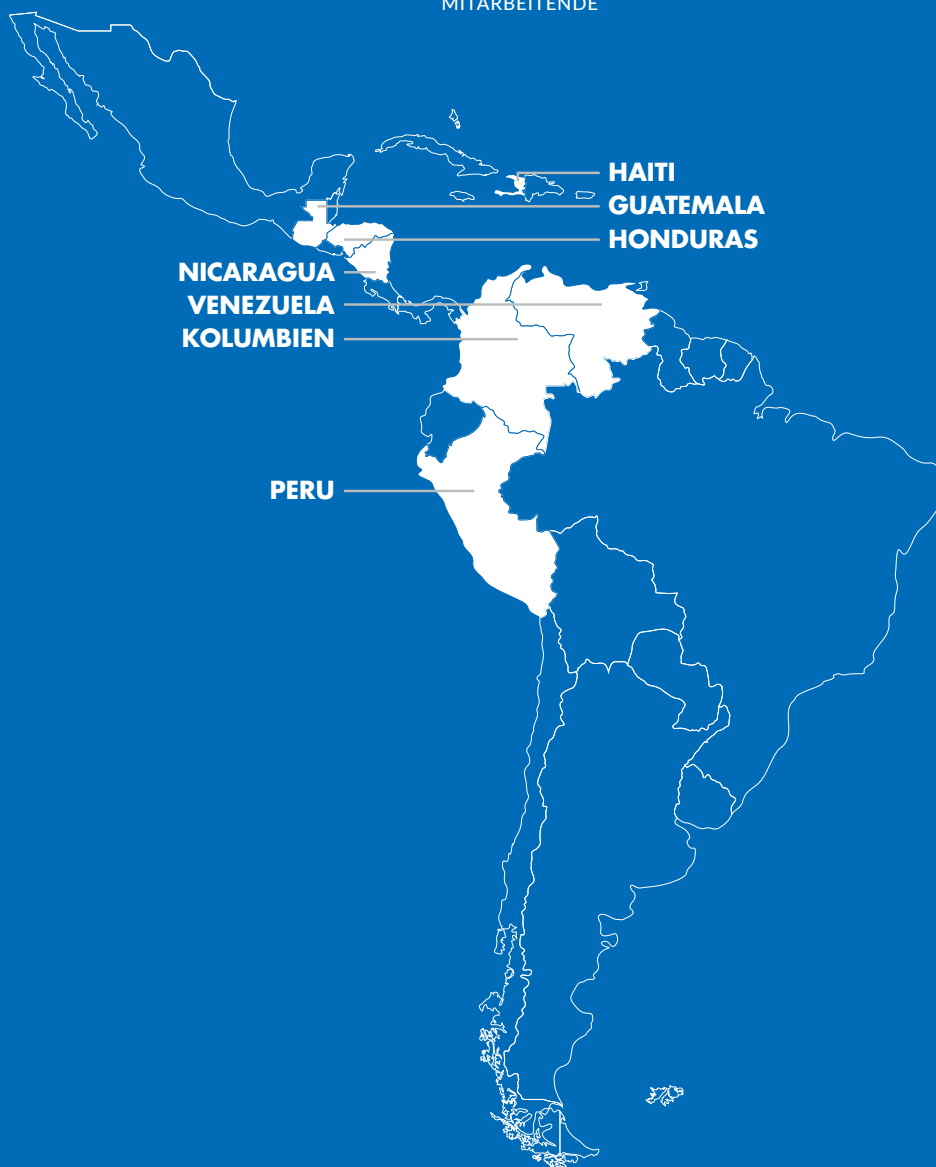 MITARBEITENDE
HAITI
GUATEMALA
HONDURAS
NICARAGUA
VENEZUELA
KOLUMBIEN
PERU